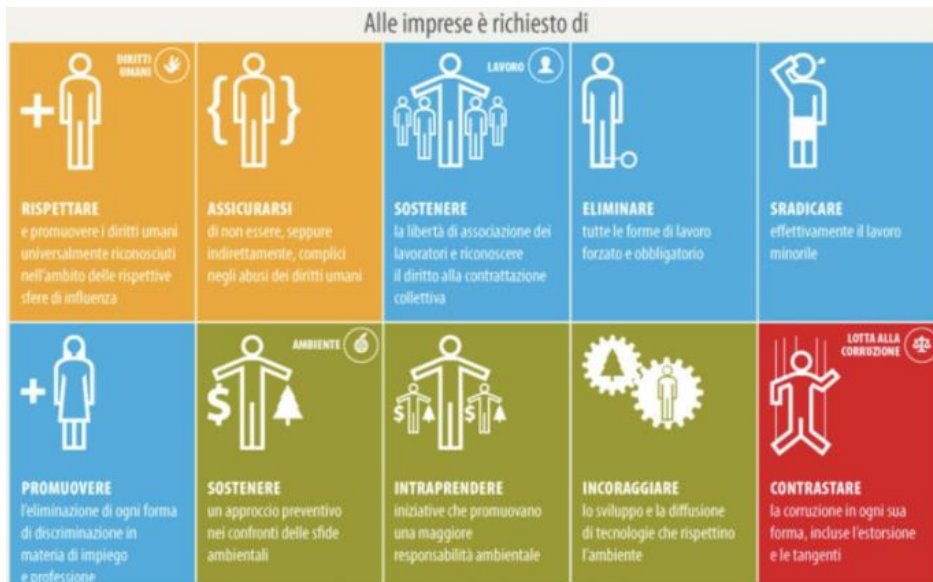 Alle imprese è richiesto di
DIRITTI
UMANI
RISPETTARE
e promuovere i diritti umani
universalmente riconosciuti
nell'ambito delle rispettive
sfere di influenza
ASSICURARSI
di non essere, seppure
indirettamente, complici
negli abusi dei diritti umani
LAVORO
SOSTENERE
la libertà di associazione dei
lavoratori e riconoscere
il diritto alla contrattazione
collettiva
ELIMINARE
tutte le forme di lavoro
forzato e obbligatorio
SRADICARE
effettivamente il lavoro
minorile
PROMUOVERE
l'eliminazione di ogni forma
di discriminazione in
materia di impiego
e professione
AMBIENTE
$
SOSTENERE
un approccio preventivo
nei confronti delle sfide
ambientali
$ $
INTRAPRENDERE
iniziative che promuovano
una maggiore
responsabilità ambientale
INCORAGGIARE
lo sviluppo e la diffusione
di tecnologie che rispettino
l'ambiente
LOTTA ALLA
CORRUZIONE
CONTRASTARE
la corruzione in ogni sua
forma, incluse l'estorsione
e le tangenti